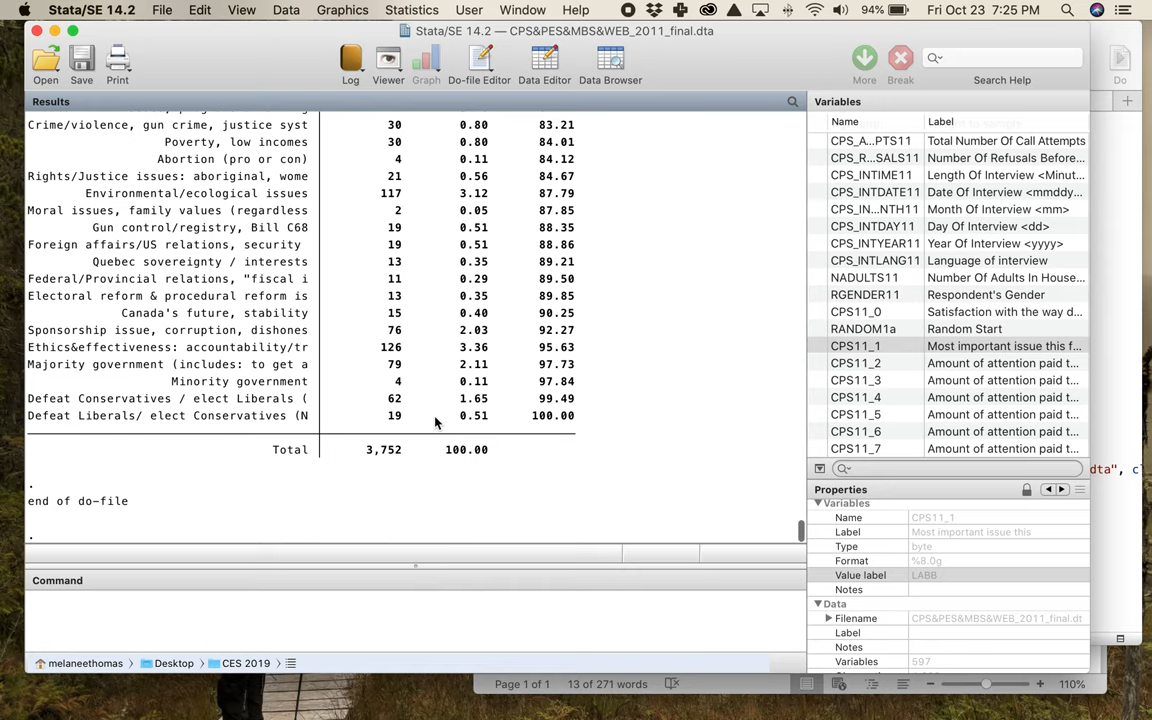 Stata/SE 14.2 File Edit View Data Graphics Statistics User Window Help 94% Fri Oct 23 7:25 PM
Stata/SE 14.2 — CPS&PES&MBS&WEB_2011_final.dta
Open Save Print Log Viewer Graph Do-file Editor Data Editor Data Browser More Break Search Help Do
Results
Crime/violence, gun crime, justice syst 30 0.80 83.21
Poverty, low incomes 30 0.80 84.01
Abortion (pro or con) 4 0.11 84.12
Rights/Justice issues: aboriginal, wome 21 0.56 84.67
Environmental/ecological issues 117 3.12 87.79
Moral issues, family values (regardless 2 0.05 87.85
Gun control/registry, Bill C68 19 0.51 88.35
Foreign affairs/US relations, security 19 0.51 88.86
Quebec sovereignty / interests 13 0.35 89.21
Federal/Provincial relations, "fiscal i 11 0.29 89.50
Electoral reform & procedural reform is 13 0.35 89.85
Canada's future, stability 15 0.40 90.25
Sponsorship issue, corruption, dishones 76 2.03 92.27
Ethics&effectiveness: accountability/tr 126 3.36 95.63
Majority government (includes: to get a 79 2.11 97.73
Minority government 4 0.11 97.84
Defeat Conservatives / elect Liberals ( 62 1.65 99.49
Defeat Liberals/ elect Conservatives (N 19 0.51 100.00
Total 3,752 100.00
.
end of do-file
.
Command
melaneethomas Desktop CES 2019
Variables
Name Label
CPS_A...PTS11 Total Number Of Call Attempts
CPS_R...SALS11 Number Of Refusals Before...
CPS_INTIME11 Length Of Interview <Minut...
CPS_INTDATE11 Date Of Interview <mmddy...
CPS_IN...NTH11 Month Of Interview <mm>
CPS_INTDAY11 Day Of Interview <dd>
CPS_INTYEAR11 Year Of Interview <yyyy>
CPS_INTLANG11 Language of interview
NADULTS11 Number Of Adults In House...
RGENDER11 Respondent's Gender
CPS11_0 Satisfaction with the way d...
RANDOM1a Random Start
CPS11_1 Most important issue this f...
CPS11_2 Amount of attention paid t...
CPS11_3 Amount of attention paid t...
CPS11_4 Amount of attention paid t...
CPS11_5 Amount of attention paid t...
CPS11_6 Amount of attention paid t...
CPS11_7 Amount of attention paid t...
dta", cl
Properties
Variables
Name CPS11_1
Label Most important issue this
Type byte
Format %8.0g
Value label LABB
Notes
Data
Filename CPS&PES&MBS&WEB_2011_final.dt
Label
Notes
Variables 597
Page 1 of 1 13 of 271 words 110%